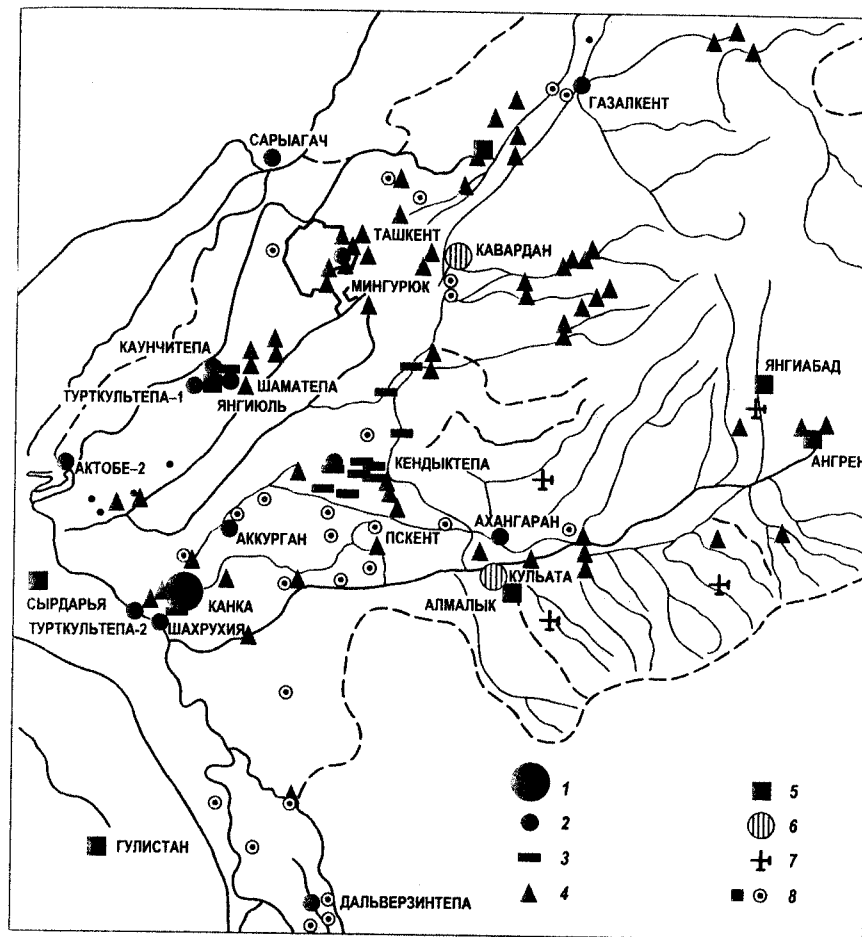 ГАЗАЛКЕНТ
САРЫАГАЧ
ТАШКЕНТ
КАВАРДАН
МИНГУРЮК
КАУНЧИТЕПА
ШАМАТЕПА
ТУРТКУЛЬТЕПА–1
ЯНГИЮЛЬ
ЯНГИАБАД
АНГРЕН
АКТОБЕ–2
КЕНДЫКТЕПА
АККУРГАН
ПСКЕНТ
АХАНГАРАН
КУЛЬАТА
СЫРДАРЬЯ
КАНКА
АЛМАЛЫК
ТУРТКУЛЬТЕПА-2
ШАХРУХИЯ
1
5
2
6
3
7
4
8
ГУЛИСТАН
ДАЛЬВЕРЗИНТЕПА